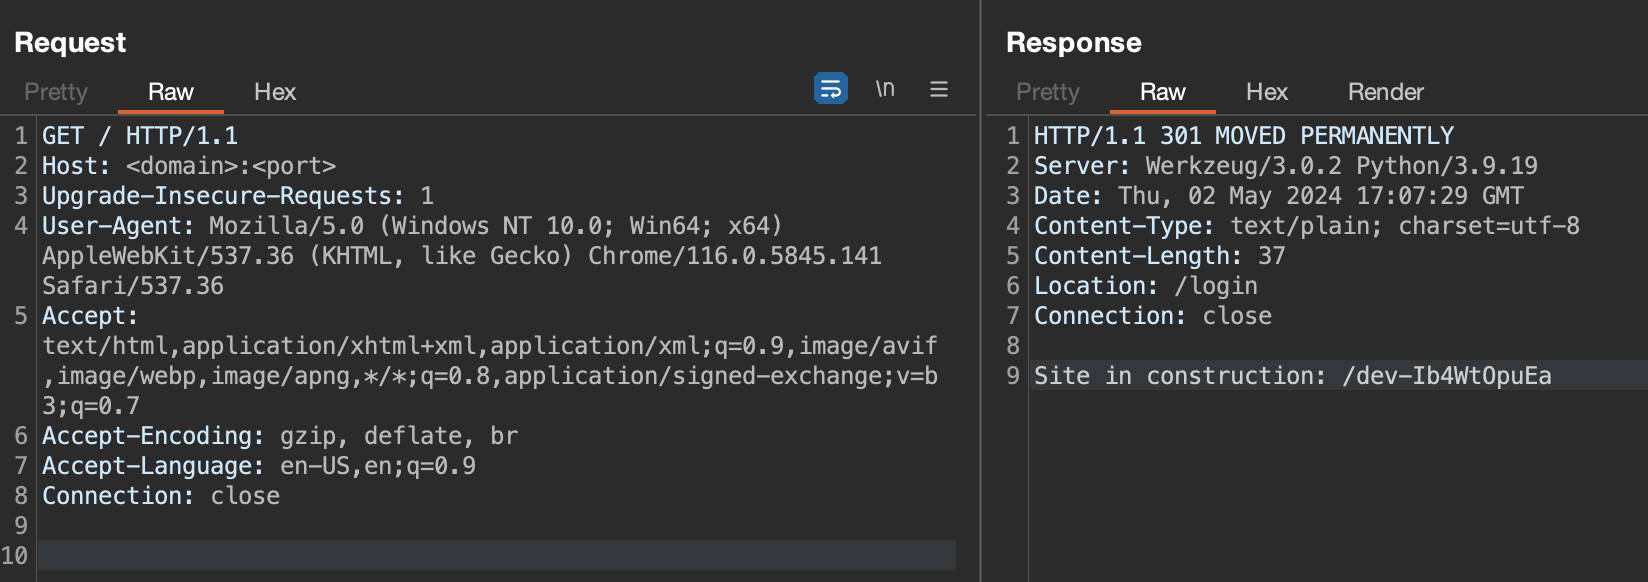 Request
Pretty Raw Hex \n
1 GET / HTTP/1.1
2 Host: <domain>:<port>
3 Upgrade-Insecure-Requests: 1
4 User-Agent: Mozilla/5.0 (Windows NT 10.0; Win64; x64)
AppleWebKit/537.36 (KHTML, like Gecko) Chrome/116.0.5845.141
Safari/537.36
5 Accept:
text/html,application/xhtml+xml,application/xml;q=0.9,image/avif
,image/webp,image/apng,*/*;q=0.8,application/signed-exchange;v=b
3;q=0.7
6 Accept-Encoding: gzip, deflate, br
7 Accept-Language: en-US,en;q=0.9
8 Connection: close
9
10
Response
Pretty Raw Hex Render
1 HTTP/1.1 301 MOVED PERMANENTLY
2 Server: Werkzeug/3.0.2 Python/3.9.19
3 Date: Thu, 02 May 2024 17:07:29 GMT
4 Content-Type: text/plain; charset=utf-8
5 Content-Length: 37
6 Location: /login
7 Connection: close
8
9 Site in construction: /dev-Ib4WtOpuEa